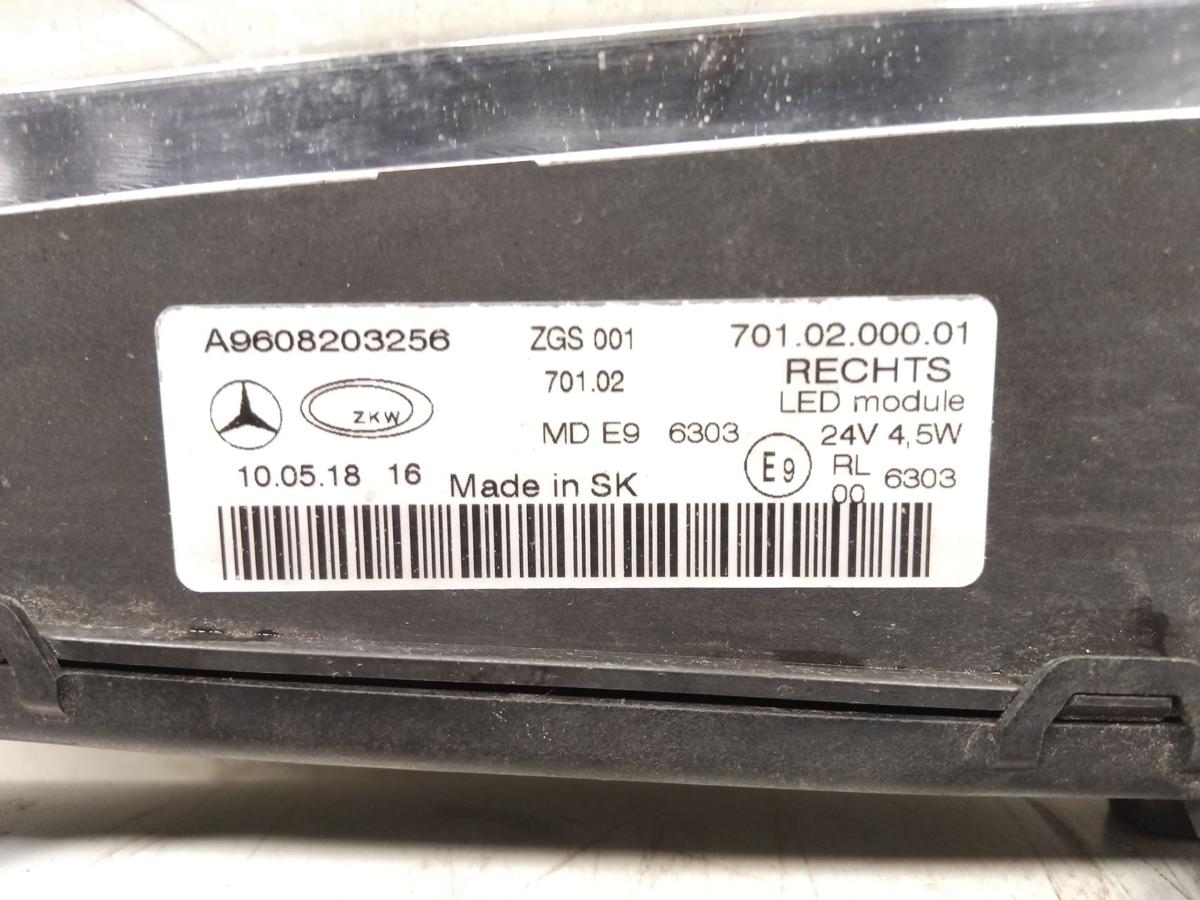 A9608203256 ZGS 001 701.02.000.01
701.02 RECHTS
ZKW LED module
MD E9 6303 24V 4,5W
10.05.18 16 Made in SK E9 RL 6303
00